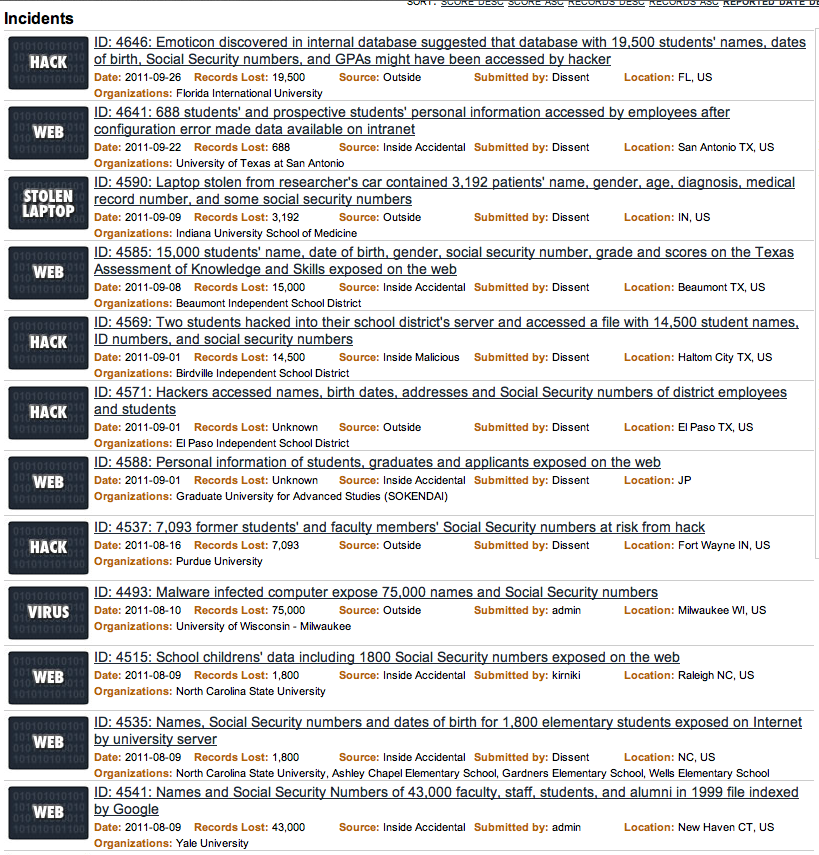 SORT: SCORE DESC SCORE ASC RECORDS DESC RECORDS ASC REPORTED DATE DE
Incidents
HACK
ID: 4646: Emoticon discovered in internal database suggested that database with 19,500 students' names, dates
of birth, Social Security numbers, and GPAs might have been accessed by hacker
Date: 2011-09-26 Records Lost: 19,500 Source: Outside Submitted by: Dissent Location: FL, US
Organizations: Florida International University
WEB
ID: 4641: 688 students' and prospective students' personal information accessed by employees after
configuration error made data available on intranet
Date: 2011-09-22 Records Lost: 688 Source: Inside Accidental Submitted by: Dissent Location: San Antonio TX, US
Organizations: University of Texas at San Antonio
STOLEN
LAPTOP
ID: 4590: Laptop stolen from researcher's car contained 3,192 patients' name, gender, age, diagnosis, medical
record number, and some social security numbers
Date: 2011-09-09 Records Lost: 3,192 Source: Outside Submitted by: Dissent Location: IN, US
Organizations: Indiana University School of Medicine
WEB
ID: 4585: 15,000 students' name, date of birth, gender, social security number, grade and scores on the Texas
Assessment of Knowledge and Skills exposed on the web
Date: 2011-09-08 Records Lost: 15,000 Source: Inside Accidental Submitted by: Dissent Location: Beaumont TX, US
Organizations: Beaumont Independent School District
HACK
ID: 4569: Two students hacked into their school district's server and accessed a file with 14,500 student names,
ID numbers, and social security numbers
Date: 2011-09-01 Records Lost: 14,500 Source: Inside Malicious Submitted by: Dissent Location: Haltom City TX, US
Organizations: Birdville Independent School District
HACK
ID: 4571: Hackers accessed names, birth dates, addresses and Social Security numbers of district employees
and students
Date: 2011-09-01 Records Lost: Unknown Source: Outside Submitted by: Dissent Location: El Paso TX, US
Organizations: El Paso Independent School District
WEB
ID: 4588: Personal information of students, graduates and applicants exposed on the web
Date: 2011-09-01 Records Lost: Unknown Source: Inside Accidental Submitted by: Dissent Location: JP
Organizations: Graduate University for Advanced Studies (SOKENDAI)
HACK
ID: 4537: 7,093 former students' and faculty members' Social Security numbers at risk from hack
Date: 2011-08-16 Records Lost: 7,093 Source: Outside Submitted by: Dissent Location: Fort Wayne IN, US
Organizations: Purdue University
VIRUS
ID: 4493: Malware infected computer expose 75,000 names and Social Security numbers
Date: 2011-08-10 Records Lost: 75,000 Source: Outside Submitted by: admin Location: Milwaukee WI, US
Organizations: University of Wisconsin - Milwaukee
WEB
ID: 4515: School childrens' data including 1800 Social Security numbers exposed on the web
Date: 2011-08-09 Records Lost: 1,800 Source: Inside Accidental Submitted by: kirniki Location: Raleigh NC, US
Organizations: North Carolina State University
WEB
ID: 4535: Names, Social Security numbers and dates of birth for 1,800 elementary students exposed on Internet
by university server
Date: 2011-08-09 Records Lost: 1,800 Source: Inside Accidental Submitted by: Dissent Location: NC, US
Organizations: North Carolina State University, Ashley Chapel Elementary School, Gardners Elementary School, Wells Elementary School
WEB
ID: 4541: Names and Social Security Numbers of 43,000 faculty, staff, students, and alumni in 1999 file indexed
by Google
Date: 2011-08-09 Records Lost: 43,000 Source: Inside Accidental Submitted by: admin Location: New Haven CT, US
Organizations: Yale University